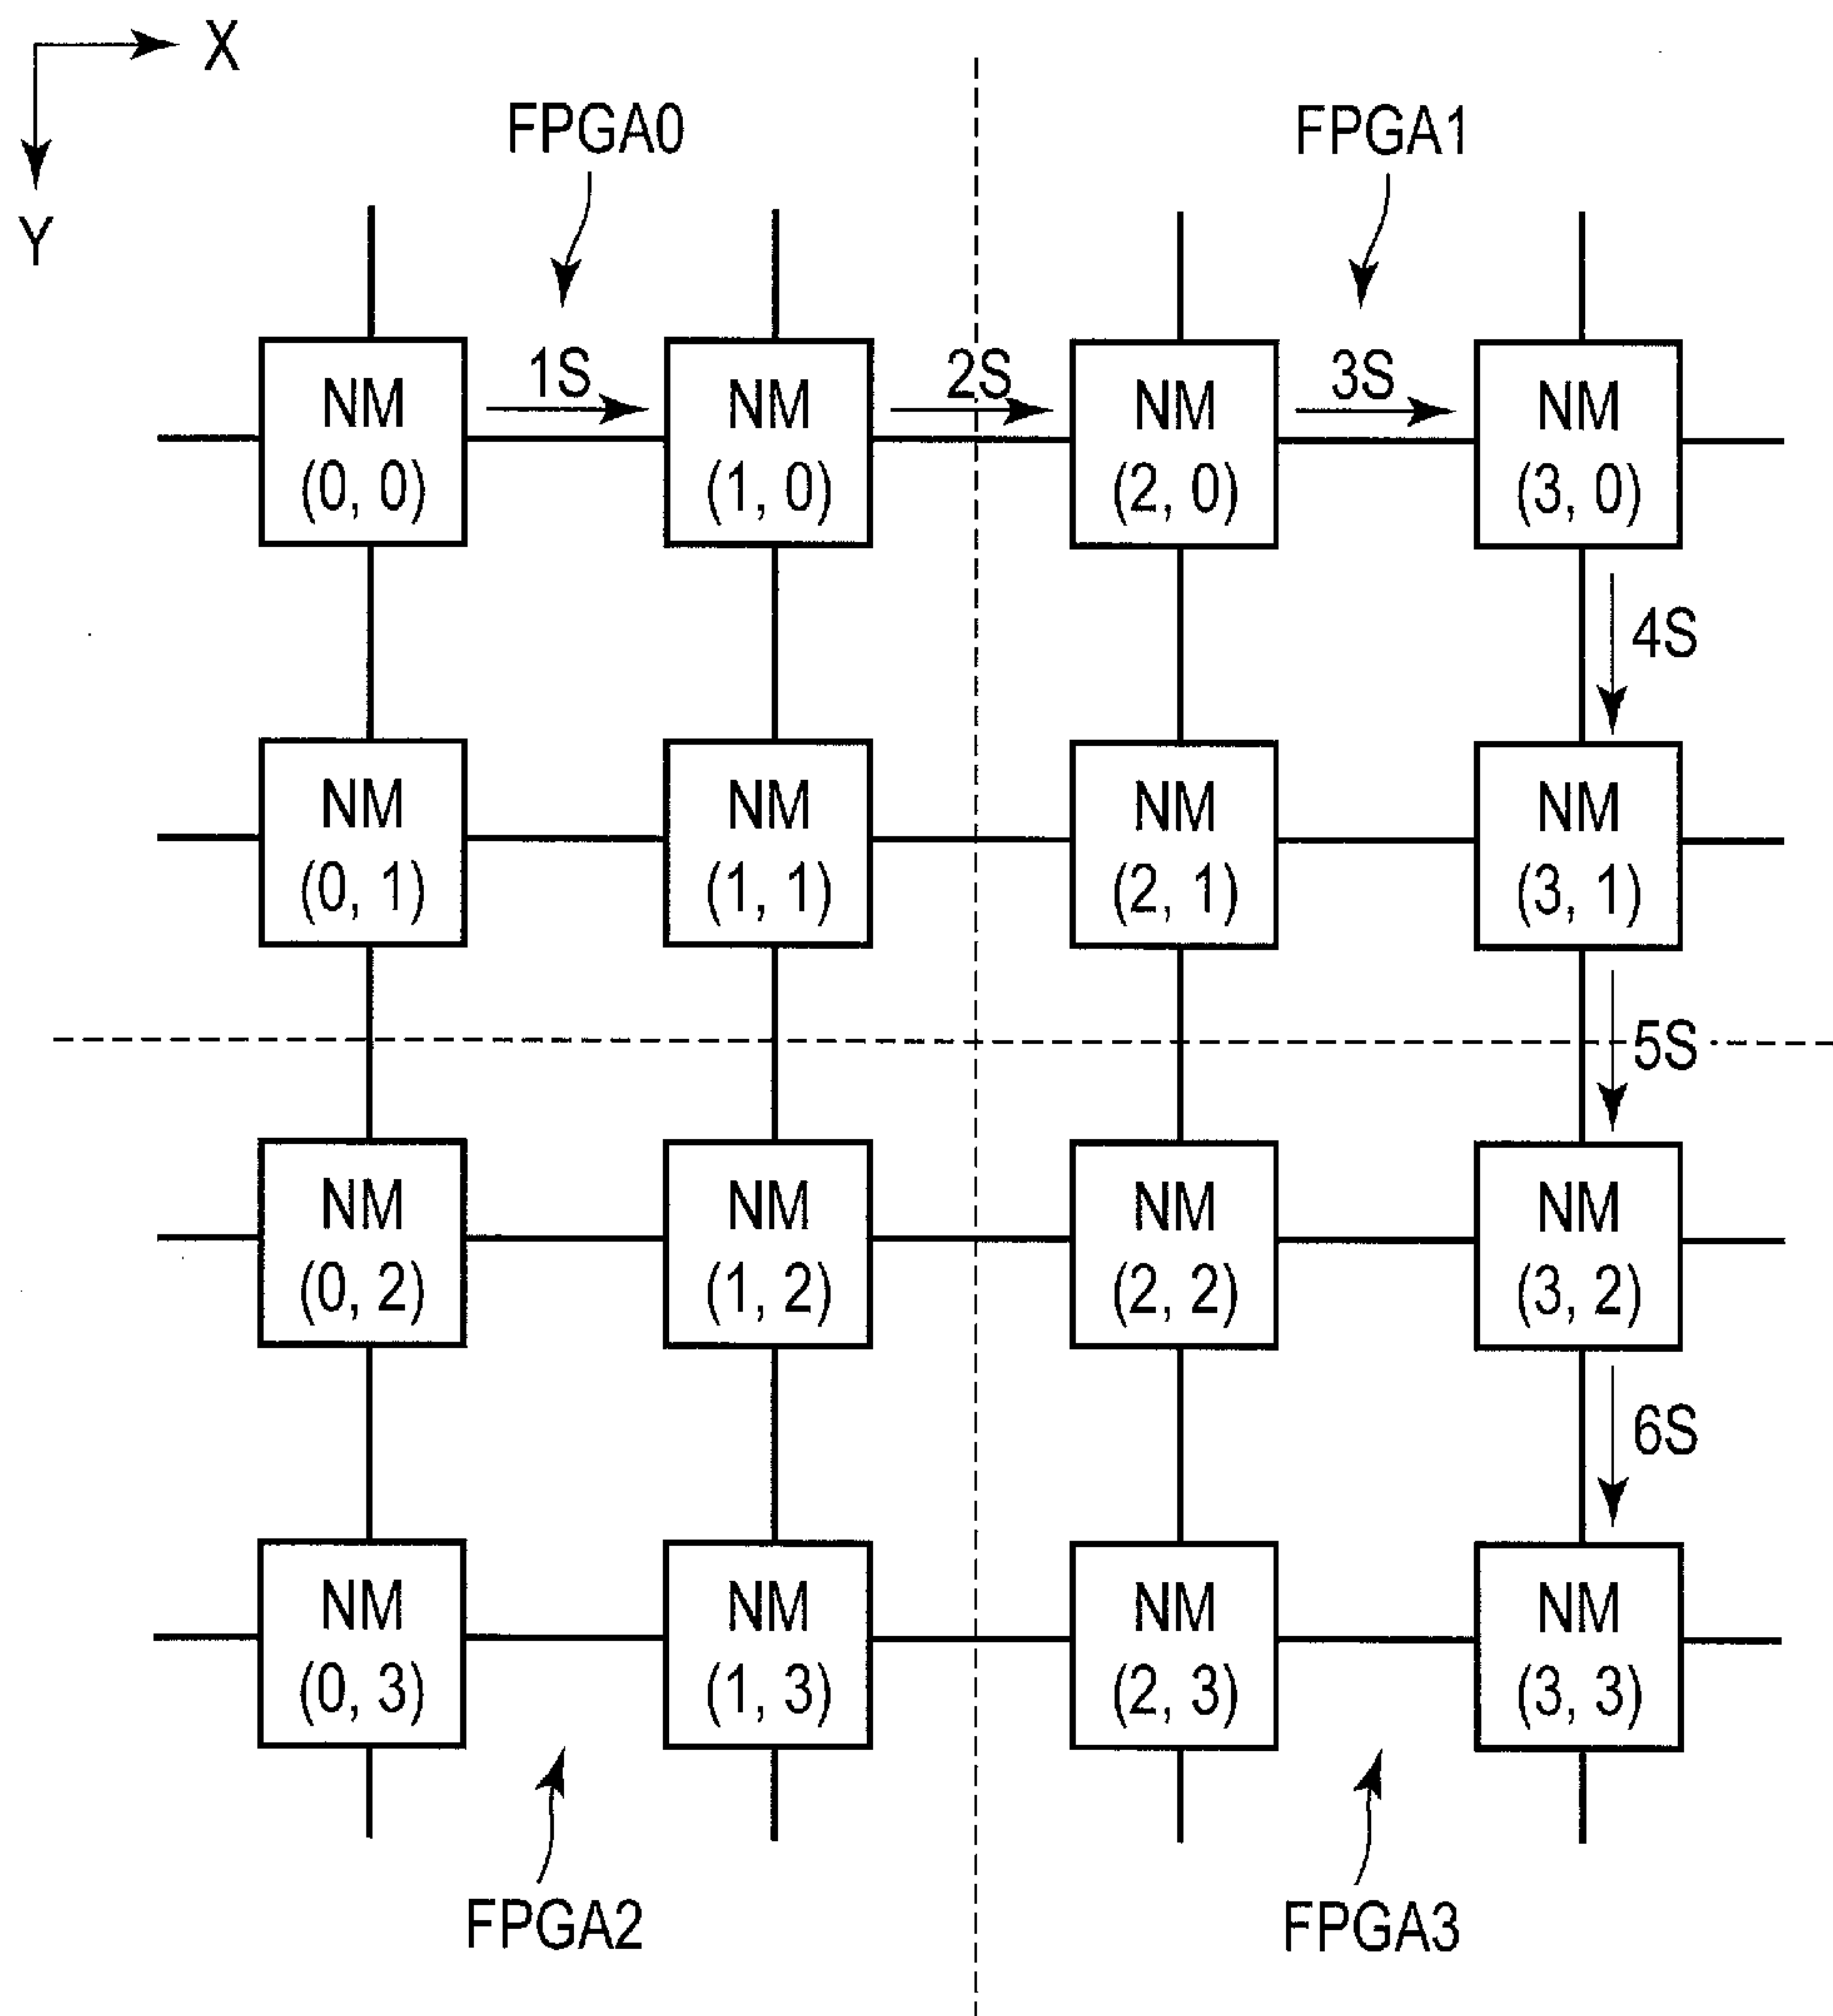 X
Y
FPGA0
FPGA1
1S
2S
3S
NM
(0, 0)
NM
(1, 0)
NM
(2, 0)
NM
(3, 0)
4S
NM
(0, 1)
NM
(1, 1)
NM
(2, 1)
NM
(3, 1)
5S
NM
(0, 2)
NM
(1, 2)
NM
(2, 2)
NM
(3, 2)
6S
NM
(0, 3)
NM
(1, 3)
NM
(2, 3)
NM
(3, 3)
FPGA2
FPGA3